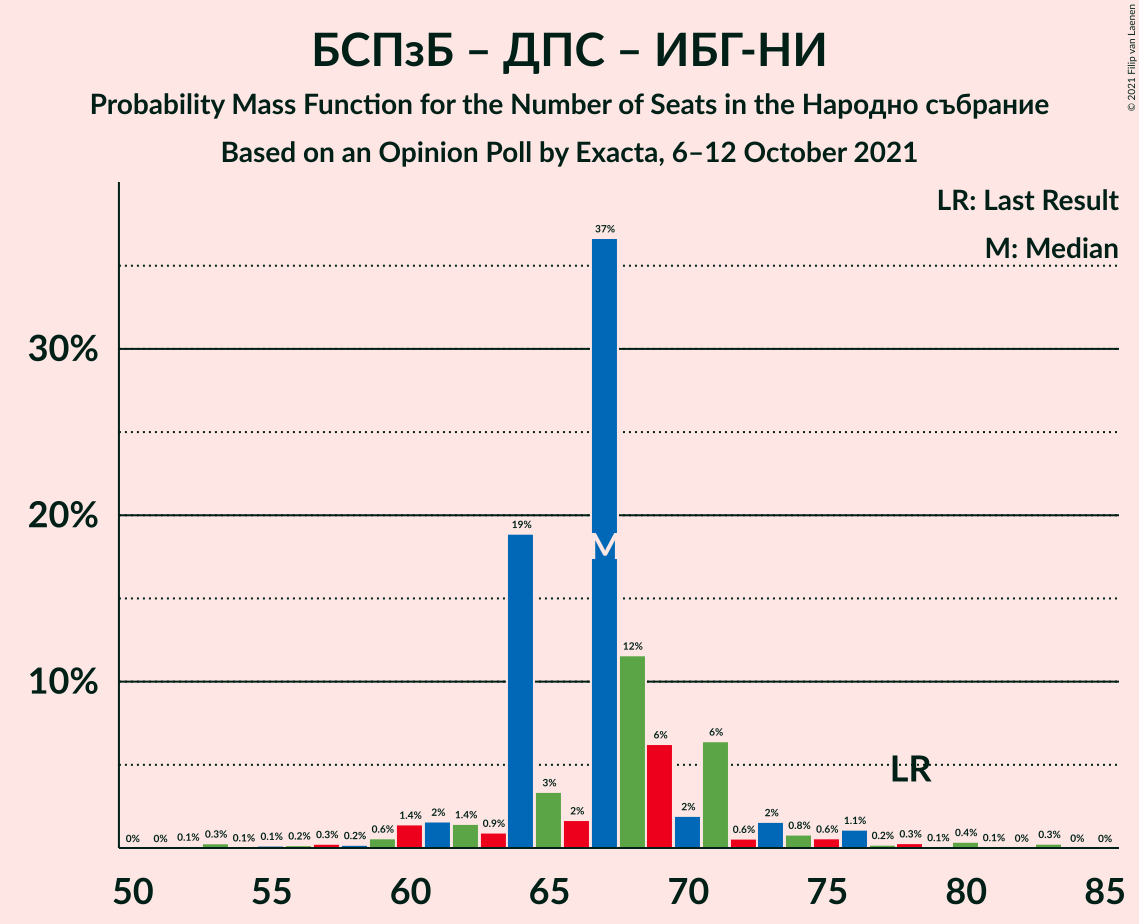 БСПзБ – ДПС – ИБГ-НИ
Probability Mass Function for the Number of Seats in the Народно събрание
Based on an Opinion Poll by Exacta, 6–12 October 2021
© 2021 Filip van Laenen
LR: Last Result
M: Median
30%
20%
10%
0% 0% 0.1% 0.3% 0.1% 0.1% 0.2% 0.3% 0.2% 0.6% 1.4% 2% 1.4% 0.9% 19% 3% 2% 37% 12% 6% 2% 6% 0.6% 2% 0.8% 0.6% 1.1% 0.2% 0.3% 0.1% 0.4% 0.1% 0% 0.3% 0% 0%
M
LR
50 55 60 65 70 75 80 85